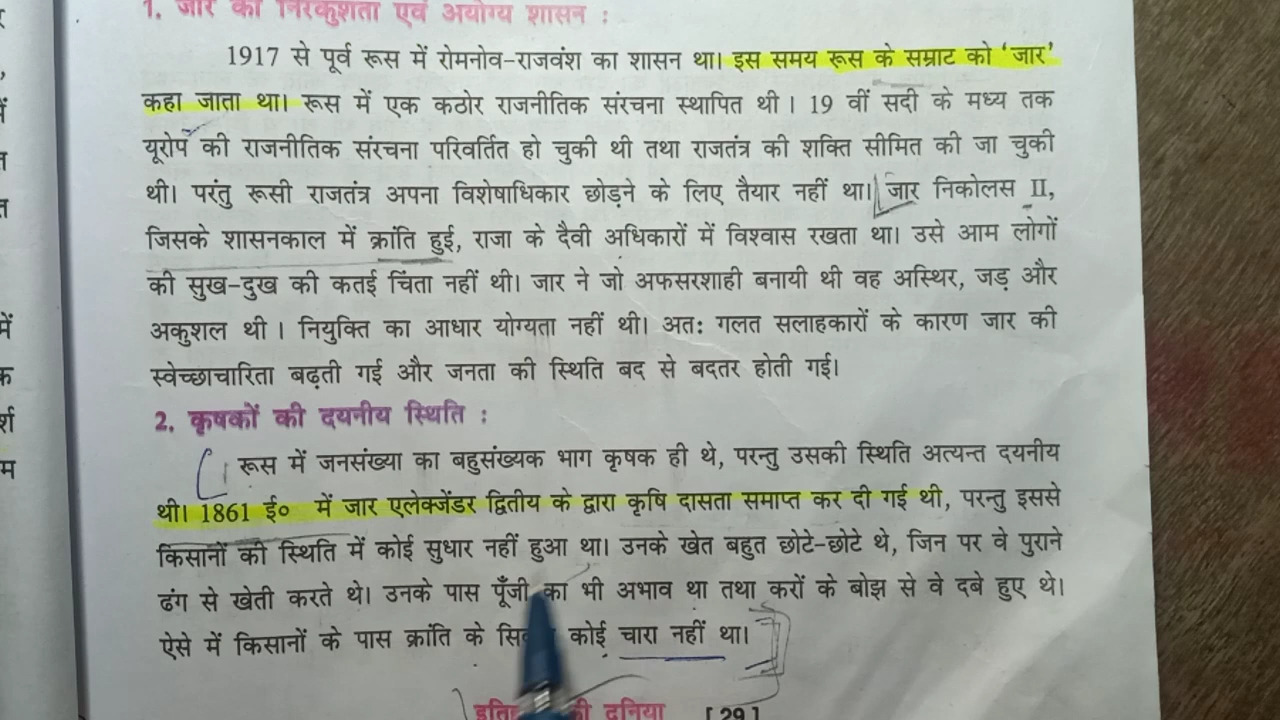 1. जार की निरंकुशता एवं अयोग्य शासन :
1917 से पूर्व रूस में रोमनोव-राजवंश का शासन था। इस समय रूस के सम्राट को 'जार'
कहा जाता था। रूस में एक कठोर राजनीतिक संरचना स्थापित थी । 19 वीं सदी के मध्य तक
यूरोप की राजनीतिक संरचना परिवर्तित हो चुकी थी तथा राजतंत्र की शक्ति सीमित की जा चुकी
थी। परंतु रूसी राजतंत्र अपना विशेषाधिकार छोड़ने के लिए तैयार नहीं था। जार निकोलस II,
जिसके शासनकाल में क्रांति हुई, राजा के दैवी अधिकारों में विश्वास रखता था। उसे आम लोगों
की सुख-दुख की कतई चिंता नहीं थी। जार ने जो अफसरशाही बनायी थी वह अस्थिर, जड़ और
अकुशल थी । नियुक्ति का आधार योग्यता नहीं थी। अतः गलत सलाहकारों के कारण जार की
स्वेच्छाचारिता बढ़ती गई और जनता की स्थिति बद से बदतर होती गई।
2. कृषकों की दयनीय स्थिति :
रूस में जनसंख्या का बहुसंख्यक भाग कृषक ही थे, परन्तु उसकी स्थिति अत्यन्त दयनीय
थी। 1861 ई० में जार एलेक्जेंडर द्वितीय के द्वारा कृषि दासता समाप्त कर दी गई थी, परन्तु इससे
किसानों की स्थिति में कोई सुधार नहीं हुआ था। उनके खेत बहुत छोटे-छोटे थे, जिन पर वे पुराने
ढंग से खेती करते थे। उनके पास पूँजी का भी अभाव था तथा करों के बोझ से वे दबे हुए थे।
ऐसे में किसानों के पास क्रांति के कोई चारा नहीं था।
की दुनिया [29]